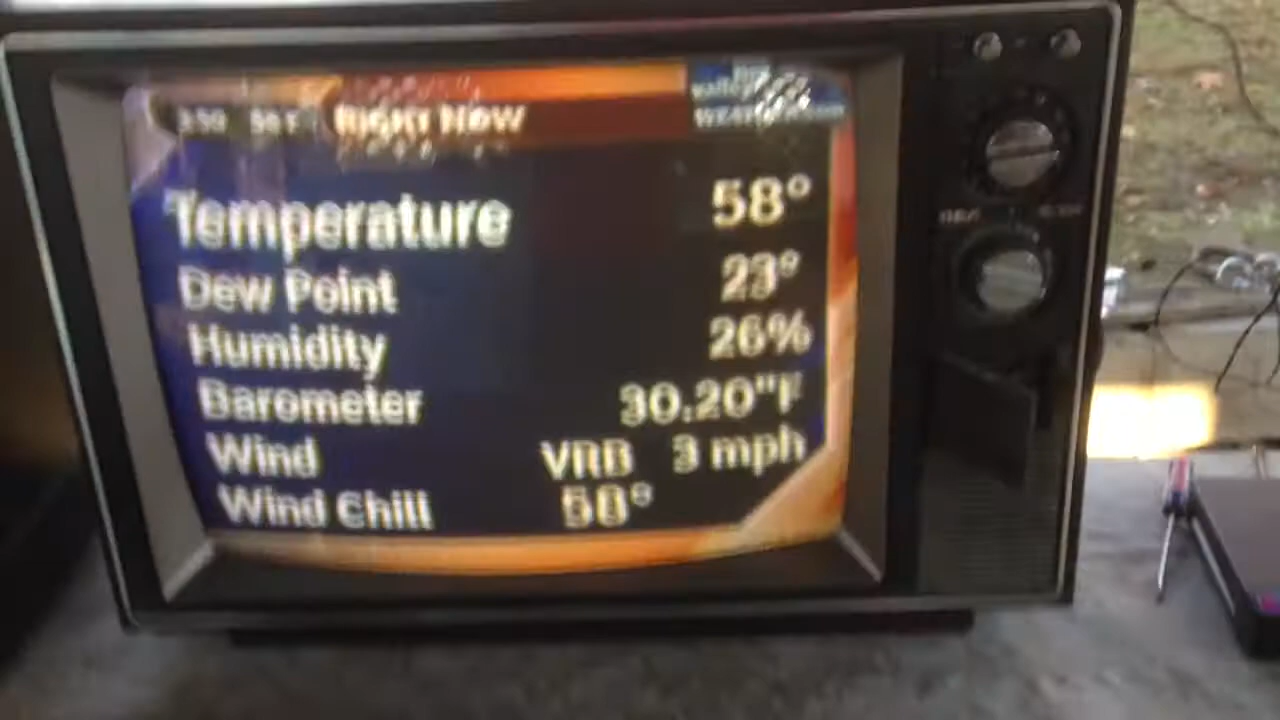 RIGHT NOW
Temperature 58°
Dew Point 23°
Humidity 26%
Barometer 30.20"F
Wind VRB 3 mph
Wind Chill 58°